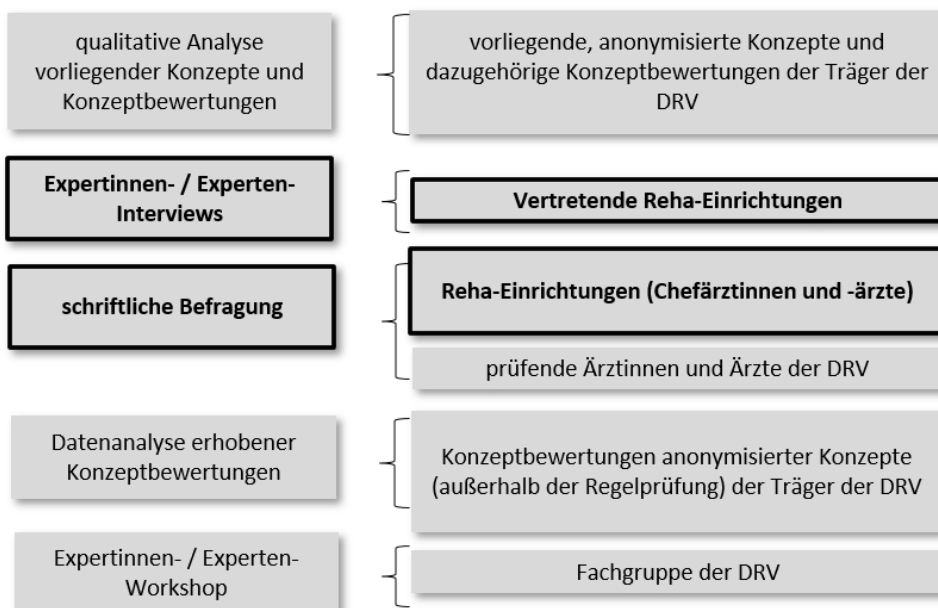 qualitative Analyse
vorliegender Konzepte und
Konzeptbewertungen
vorliegende, anonymisierte Konzepte und
dazugehörige Konzeptbewertungen der Träger der
DRV
Expertinnen- / Experten-
Interviews
Vertretende Reha-Einrichtungen
schriftliche Befragung
Reha-Einrichtungen (Chefärztinnen und -ärzte)
prüfende Ärztinnen und Ärzte der DRV
Datenanalyse erhobener
Konzeptbewertungen
Konzeptbewertungen anonymisierter Konzepte
(außerhalb der Regelprüfung) der Träger der DRV
Expertinnen- / Experten-
Workshop
Fachgruppe der DRV